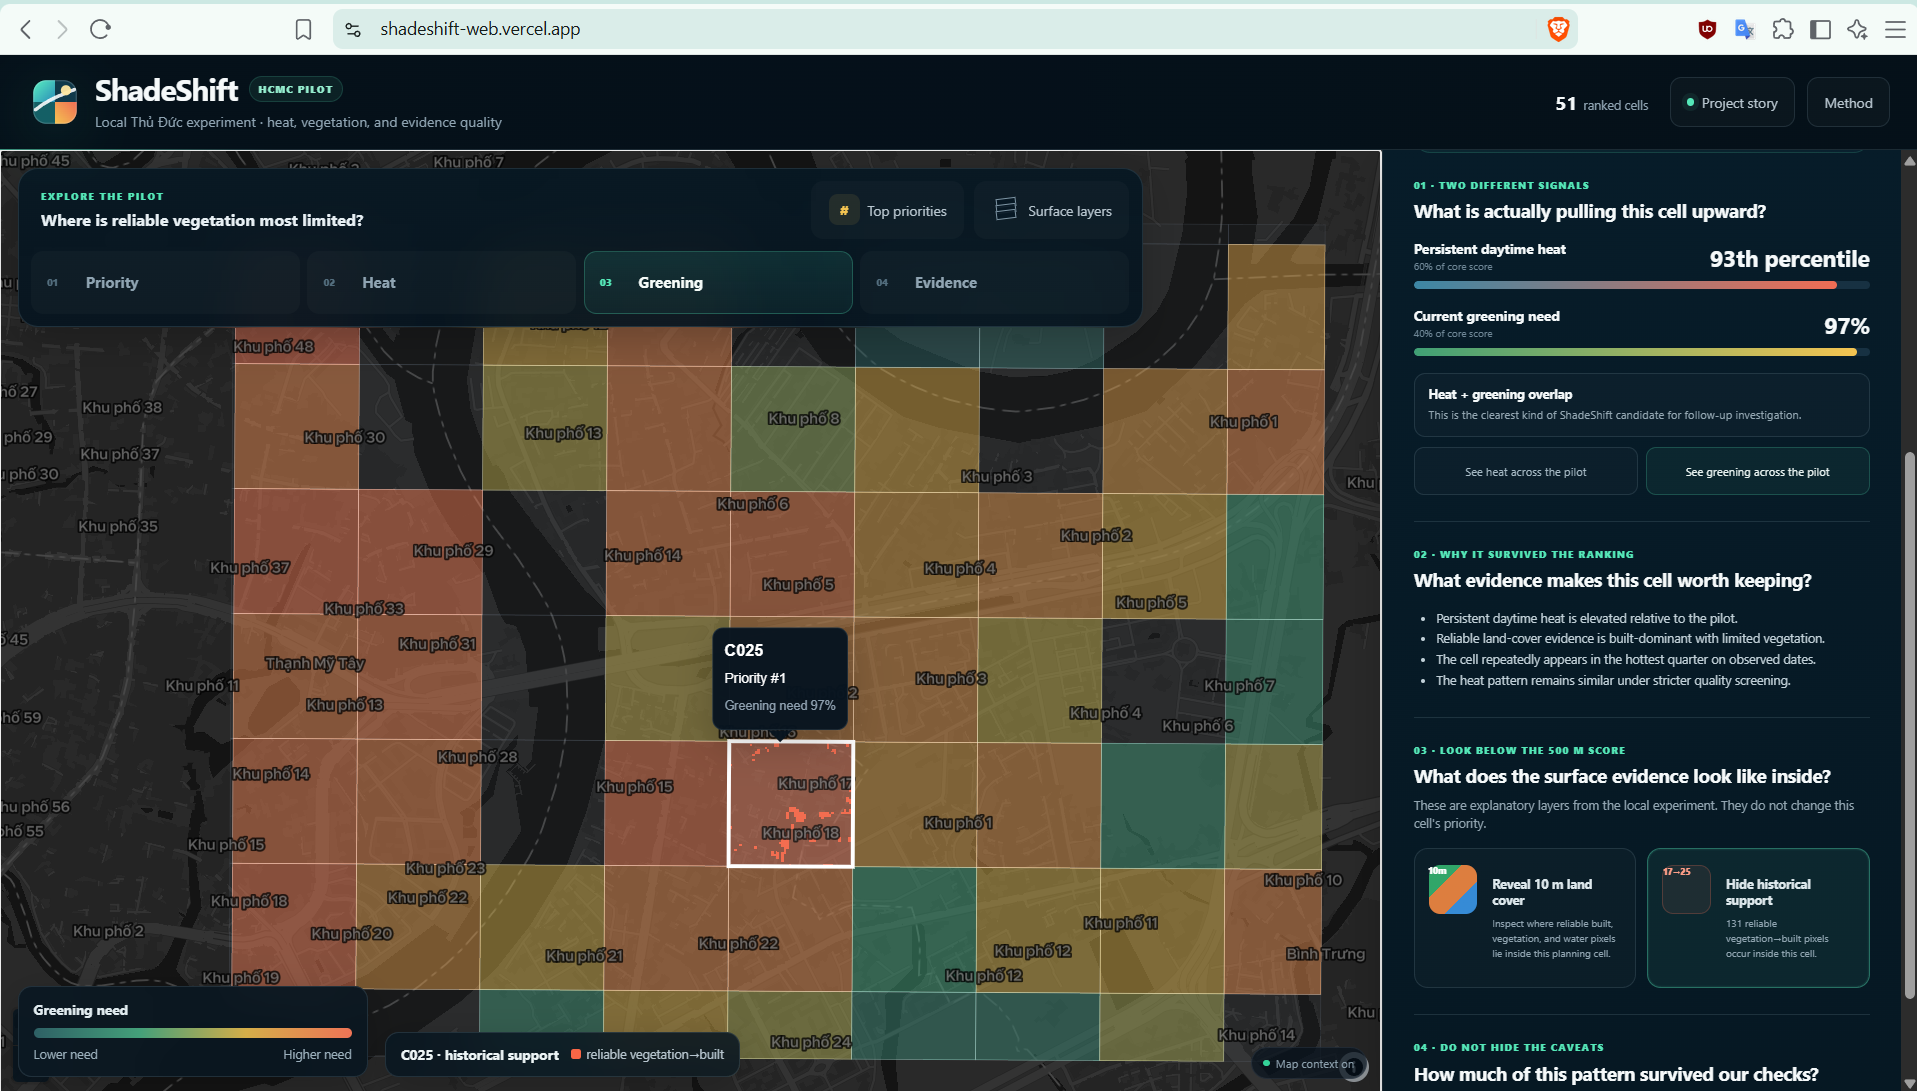 shadeshift-web.vercel.app
ShadeShift
HCMC PILOT
Local Thủ Đức experiment · heat, vegetation, and evidence quality
51 ranked cells
Project story
Method
EXPLORE THE PILOT
Where is reliable vegetation most limited?
# Top priorities
Surface layers
01 Priority
02 Heat
03 Greening
04 Evidence
hu phố 45
Khu phố 7
Khu phố 48
ố 27
Khu phố 38
phố 29
Khu phố 37
u phố 30
Khu phố 35
Khu phố 30
Khu phố 13
Khu phố 8
Khu phố 1
Khu phố 3
Khu
Khu phố 6
Khu phố 29
Khu phố 14
Khu phố 2
Khu phố 37
Khu phố 5
Khu phố 4
Khu phố 33
Khu phố 5
ố 45
Khu phố 31
Thạnh Mỹ Tây
Khu phố 11
Khu phố 13
hố 59
C025
Priority #1
Greening need 97%
2
Khu phố 3
Khu phố 7
Khu phố 4
Khu phố 6
Khu phố 28
Khu phố 14
Khu phố 15
Khu phố 17
hu phố 56
hố 55
Khu phố 18
Khu phố 1
Khu phố 15
Khu phố 23
Khu phố 22
Khu phố 18
Khu phố 10
Khu phố 2
Khu phố 20
Khu phố 21
Khu phố 22
Khu phố 11
Khu phố 12
Khu phố 12
Bình Trưng
Khu phố 19
Khu
Khu phố 24
Khu phố 14
Greening need
Lower need
Higher need
C025 · historical support
reliable vegetation→built
Map context on
01 · TWO DIFFERENT SIGNALS
What is actually pulling this cell upward?
Persistent daytime heat
60% of core score
93th percentile
Current greening need
40% of core score
97%
Heat + greening overlap
This is the clearest kind of ShadeShift candidate for follow-up investigation.
See heat across the pilot
See greening across the pilot
02 · WHY IT SURVIVED THE RANKING
What evidence makes this cell worth keeping?
• Persistent daytime heat is elevated relative to the pilot.
• Reliable land-cover evidence is built-dominant with limited vegetation.
• The cell repeatedly appears in the hottest quarter on observed dates.
• The heat pattern remains similar under stricter quality screening.
03 · LOOK BELOW THE 500 M SCORE
What does the surface evidence look like inside?
These are explanatory layers from the local experiment. They do not change this
cell's priority.
10m
Reveal 10 m land
cover
Inspect where reliable built,
vegetation, and water pixels
lie inside this planning cell.
17→25
Hide historical
support
131 reliable
vegetation→built pixels
occur inside this cell.
04 · DO NOT HIDE THE CAVEATS
How much of this pattern survived our checks?